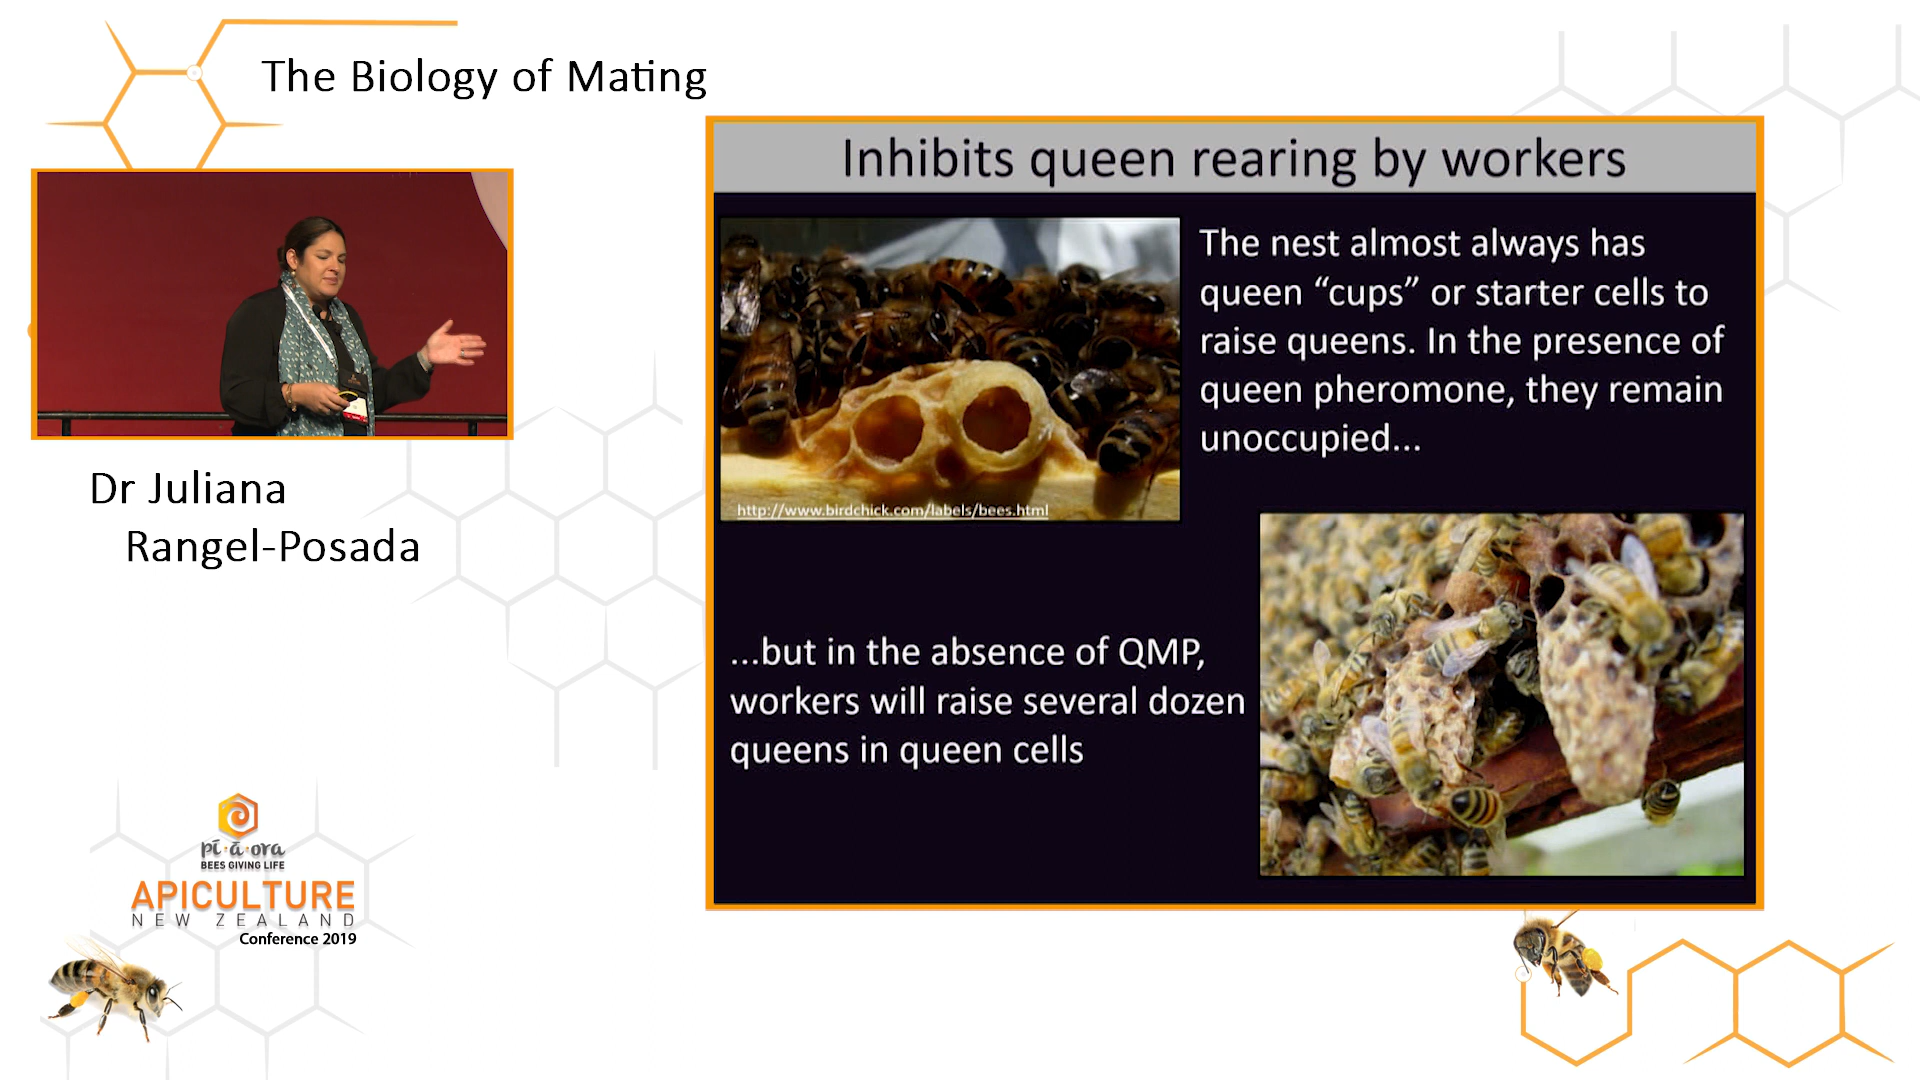 The Biology of Mating
Inhibits queen rearing by workers
The nest almost always has
queen “cups” or starter cells to
raise queens. In the presence of
queen pheromone, they remain
unoccupied...
http://www.birdchick.com/labels/bees.html
...but in the absence of QMP,
workers will raise several dozen
queens in queen cells
Dr Juliana
Rangel-Posada
pī·ā·ora
BEES GIVING LIFE
APICULTURE
NEW ZEALAND
Conference 2019